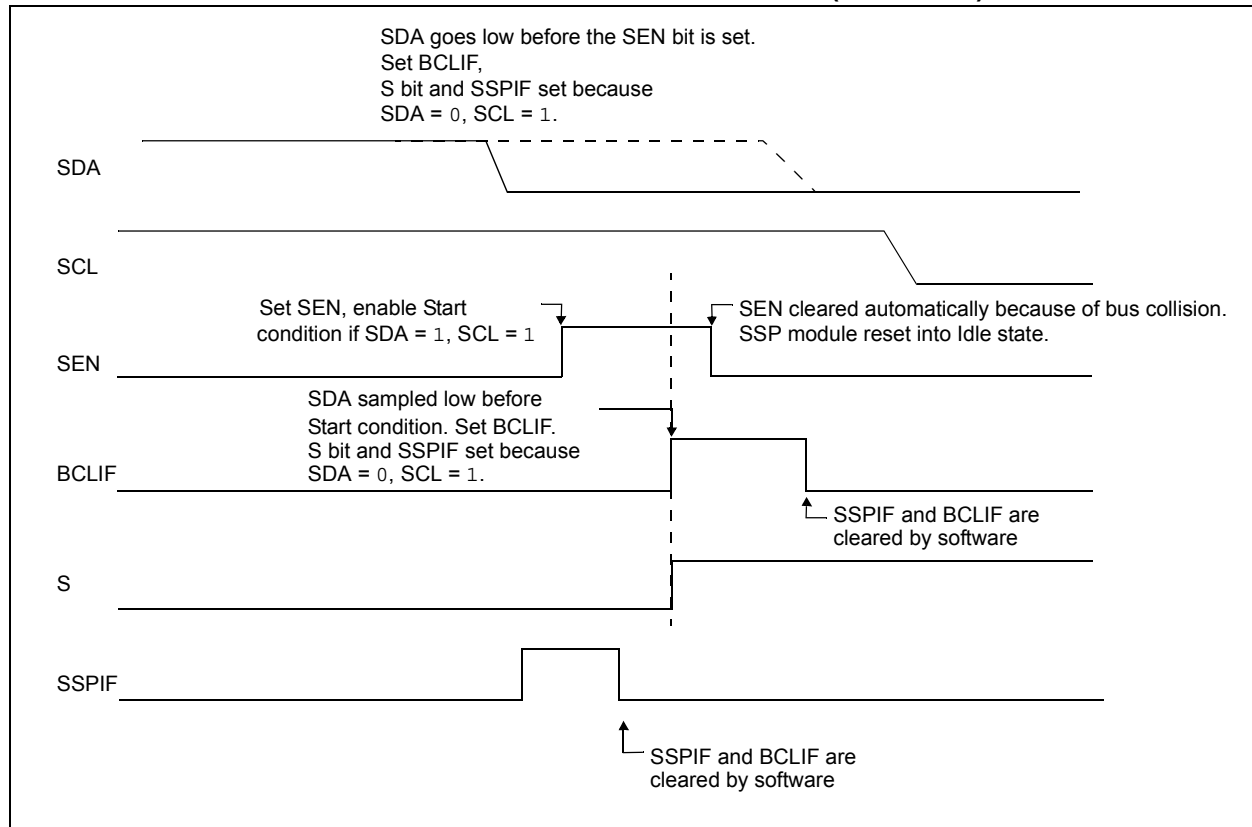 SDA goes low before the SEN bit is set.
Set BCLIF,
S bit and SSPIF set because
SDA = 0, SCL = 1.
SDA
SCL
Set SEN, enable Start
condition if SDA = 1, SCL = 1
SEN cleared automatically because of bus collision.
SSP module reset into Idle state.
SEN
SDA sampled low before
Start condition. Set BCLIF.
S bit and SSPIF set because
SDA = 0, SCL = 1.
BCLIF
SSPIF and BCLIF are
cleared by software
S
SSPIF
SSPIF and BCLIF are
cleared by software